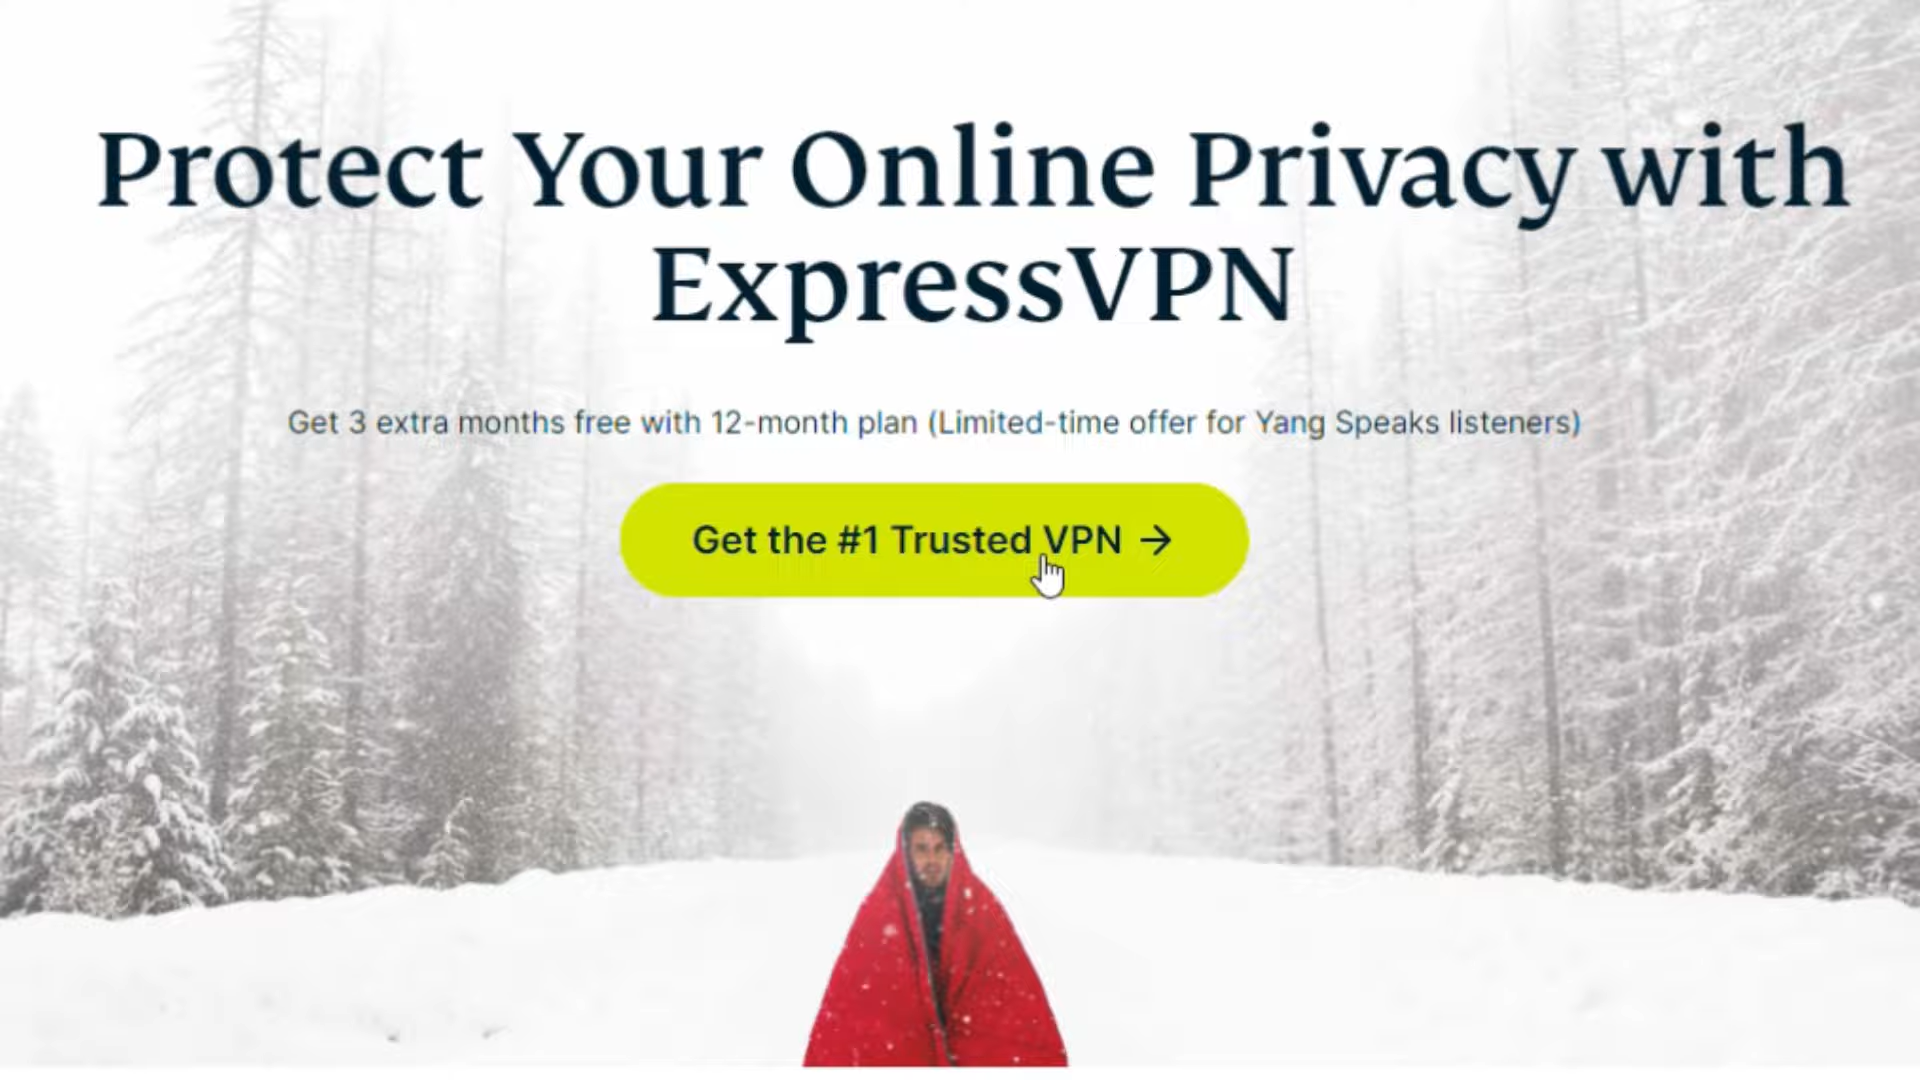 Protect Your Online Privacy with
ExpressVPN
Get 3 extra months free with 12-month plan (Limited-time offer for Yang Speaks listeners)
Get the #1 Trusted VPN →